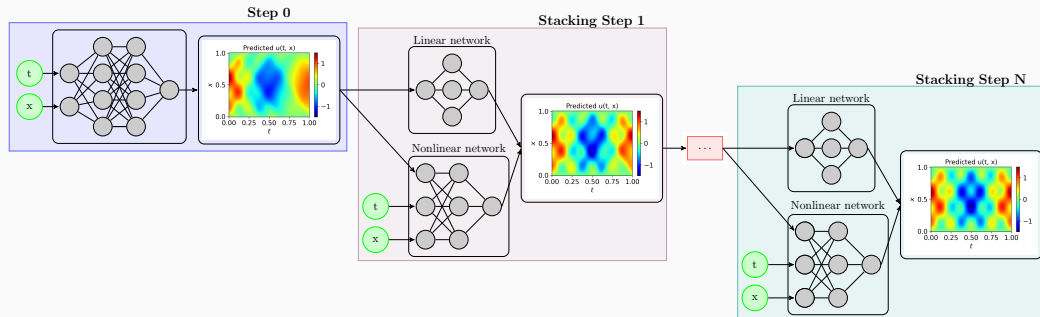 Step 0
t
x
Predicted u(t, x)
1.0
0.5
0.0
x
0.00 0.25 0.50 0.75 1.00
t
1
0
−1
Stacking Step 1
Linear network
Nonlinear network
t
x
Predicted u(t, x)
1.0
0.5
0.0
x
0.00 0.25 0.50 0.75 1.00
t
1
0
−1
...
Stacking Step N
Linear network
Nonlinear network
t
x
Predicted u(t, x)
1.0
0.5
0.0
x
0.00 0.25 0.50 0.75 1.00
t
1
0
−1